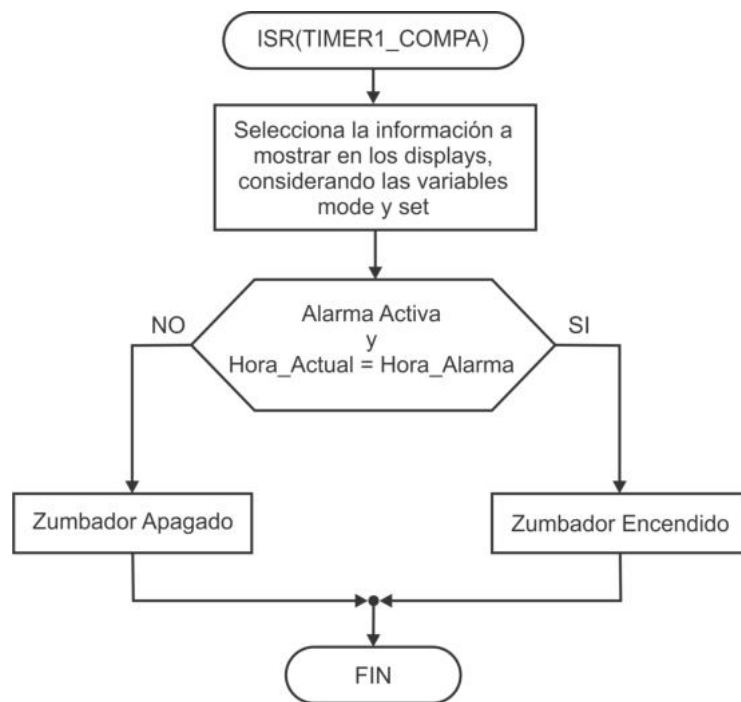 ISR(TIMER1_COMPA)
Selecciona la información a
mostrar en los displays,
considerando las variables
mode y set
NO
Alarma Activa
y
Hora_Actual = Hora_Alarma
SI
Zumbador Apagado
Zumbador Encendido
FIN